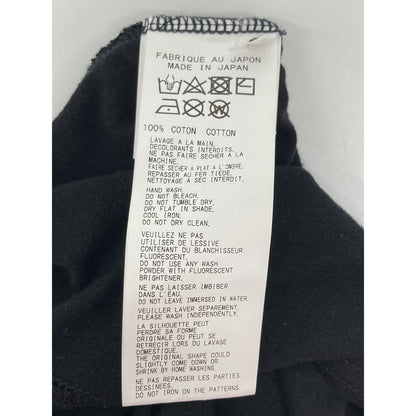 FABRIQUE AU JAPON
MADE IN JAPAN
100% COTON COTTON
LAVAGE A LA MAIN.
DECOLORANTS INTERDITS.
NE PAS FAIRE SECHER A LA
MACHINE.
FAIRE SÉCHER A PLAT A L'OMBRE.
REPASSER AU FER TIEDE.
NETTOYAGE A SEC INTERDIT.
HAND WASH.
DO NOT BLEACH.
DO NOT TUMBLE DRY.
DRY FLAT IN SHADE.
COOL IRON.
DO NOT DRY CLEAN.
VEUILLEZ NE PAS
UTILISER DE LESSIVE
CONTENANT DU BLANCHISSEUR
FLUORESCENT.
DO NOT USE ANY WASH
POWDER WITH FLUORESCENT
BRIGHTENER.
NE PAS LAISSER IMBIBER
DANS L'EAU.
DO NOT LEAVE IMMERSED IN WATER.
VEUILLER LAVER SEPAREMENT.
PLEASE WASH INDEPENDENTLY.
LA SILHOUETTE PEUT
PERDRE SA FORME
ORIGINALE OÙ PEUT SE
RETRECIR LORS DU LAVAGE
DOMESTIQUE.
THE ORIGINAL SHAPE COULD
SLIGHTLY COME DOWN OR
SHRINK BY HOME WASHING.
NE PAS REPASSER LES PARTIES
DESSINÉES.
DO NOT IRON ON THE PATTERNS.